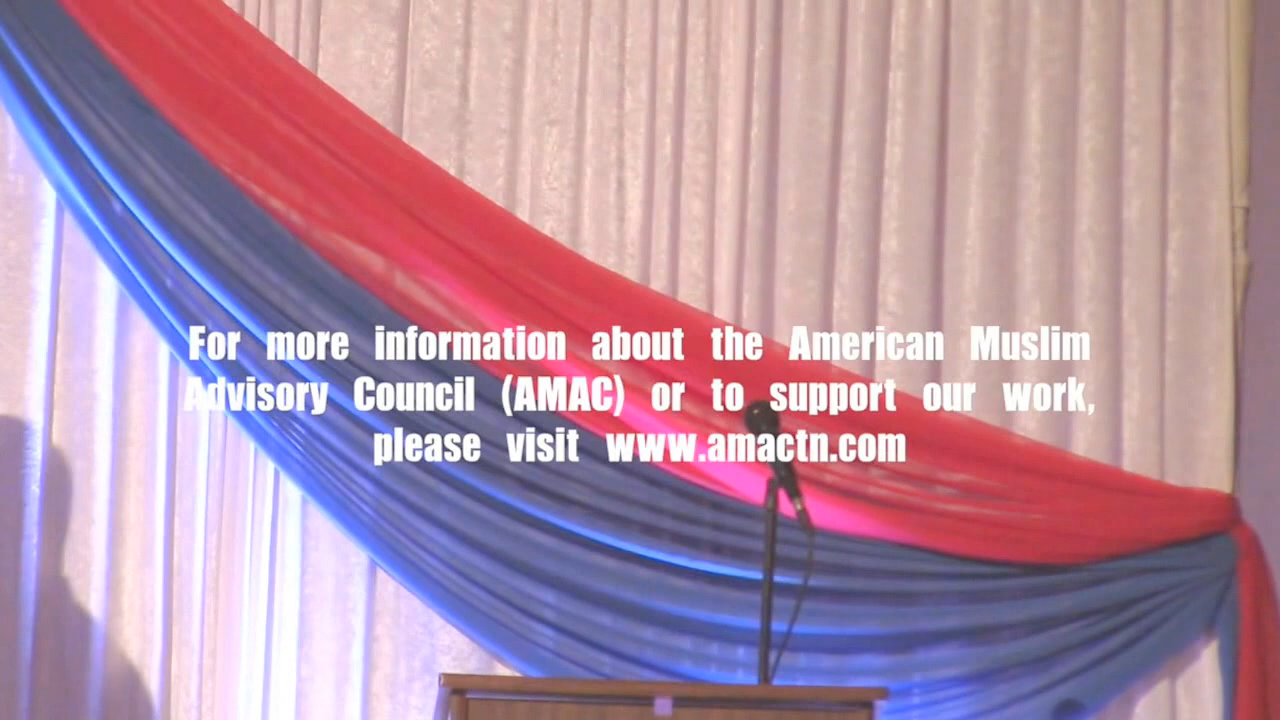 For more information about the American Muslim
Advisory Council (AMAC) or to support our work,
please visit www.amactn.com